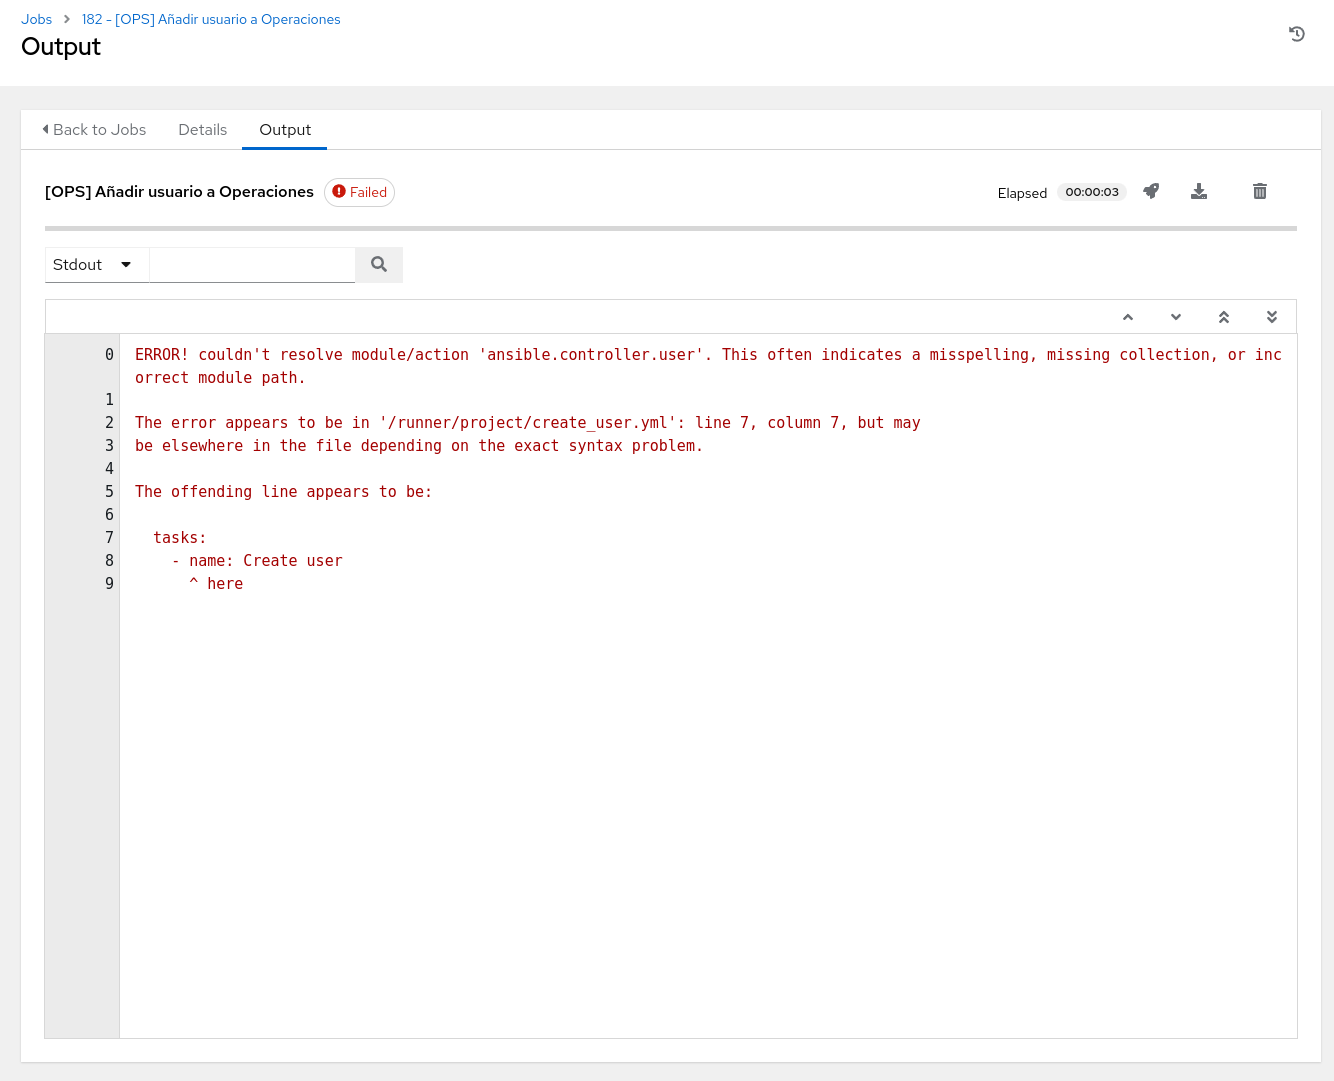 Jobs
182 - [OPS] Añadir usuario a Operaciones
Output
Back to Jobs
Details
Output
[OPS] Añadir usuario a Operaciones
Failed
Elapsed
00:00:03
Stdout
0
ERROR! couldn't resolve module/action 'ansible.controller.user'. This often indicates a misspelling, missing collection, or inc
orrect module path.
1
2
The error appears to be in '/runner/project/create_user.yml': line 7, column 7, but may
3
be elsewhere in the file depending on the exact syntax problem.
4
5
The offending line appears to be:
6
7
tasks:
8
- name: Create user
9
^ here